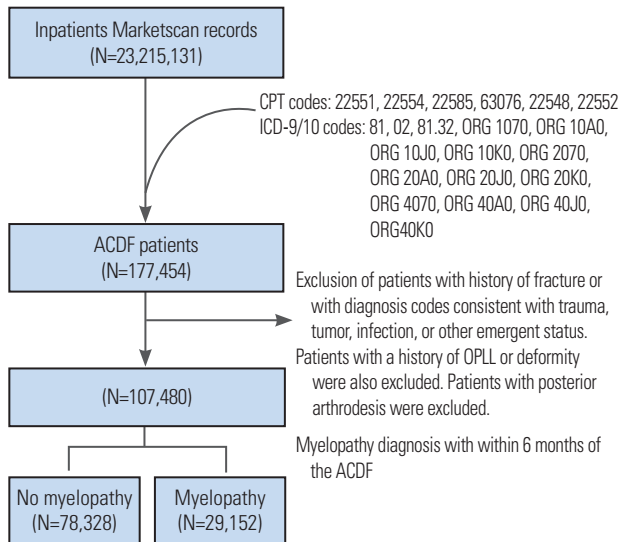 Inpatients Marketscan records
(N=23,215,131)
CPT codes: 22551, 22554, 22585, 63076, 22548, 22552
ICD-9/10 codes: 81, 02, 81.32, ORG 1070, ORG 10A0,
ORG 10J0, ORG 10K0, ORG 2070,
ORG 20A0, ORG 20J0, ORG 20K0,
ORG 4070, ORG 40A0, ORG 40J0,
ORG40K0
ACDF patients
(N=177,454)
Exclusion of patients with history of fracture or
with diagnosis codes consistent with trauma,
tumor, infection, or other emergent status.
Patients with a history of OPLL or deformity
were also excluded. Patients with posterior
arthrodesis were excluded.
(N=107,480)
Myelopathy diagnosis with within 6 months of
the ACDF
No myelopathy
(N=78,328)
Myelopathy
(N=29,152)